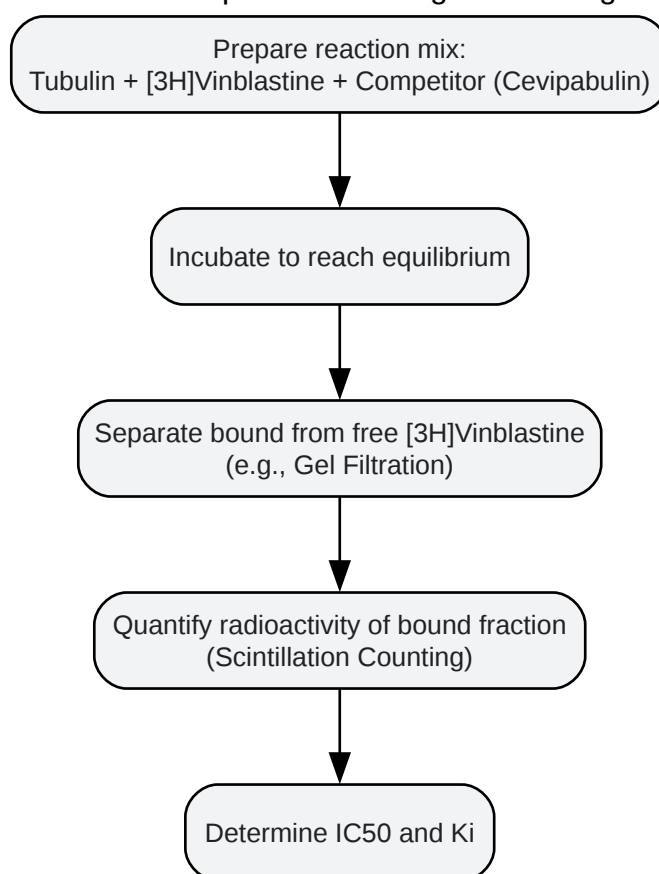 Prepare reaction mix:
Tubulin + [3H]Vinblastine + Competitor (Cevipabulin)
Incubate to reach equilibrium
Separate bound from free [3H]Vinblastine
(e.g., Gel Filtration)
Quantify radioactivity of bound fraction
(Scintillation Counting)
Determine IC50 and Ki